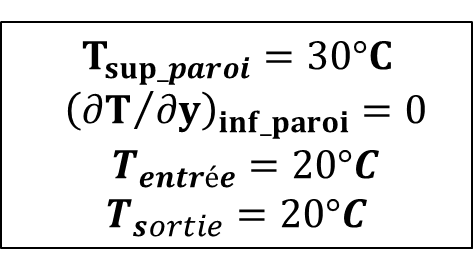 T_sup_paroi = 30°C
(∂T/∂y)_inf_paroi = 0
T_entrée = 20°C
T_sortie = 20°C